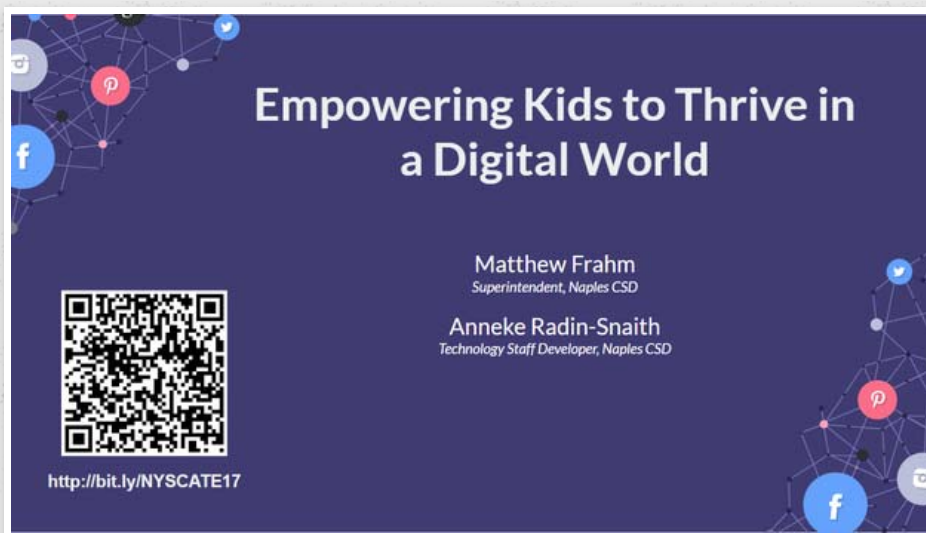 Empowering Kids to Thrive in
a Digital World
Matthew Frahm
Superintendent, Naples CSD
Anneke Radin-Snaith
Technology Staff Developer, Naples CSD
http://bit.ly/NYSCATE17